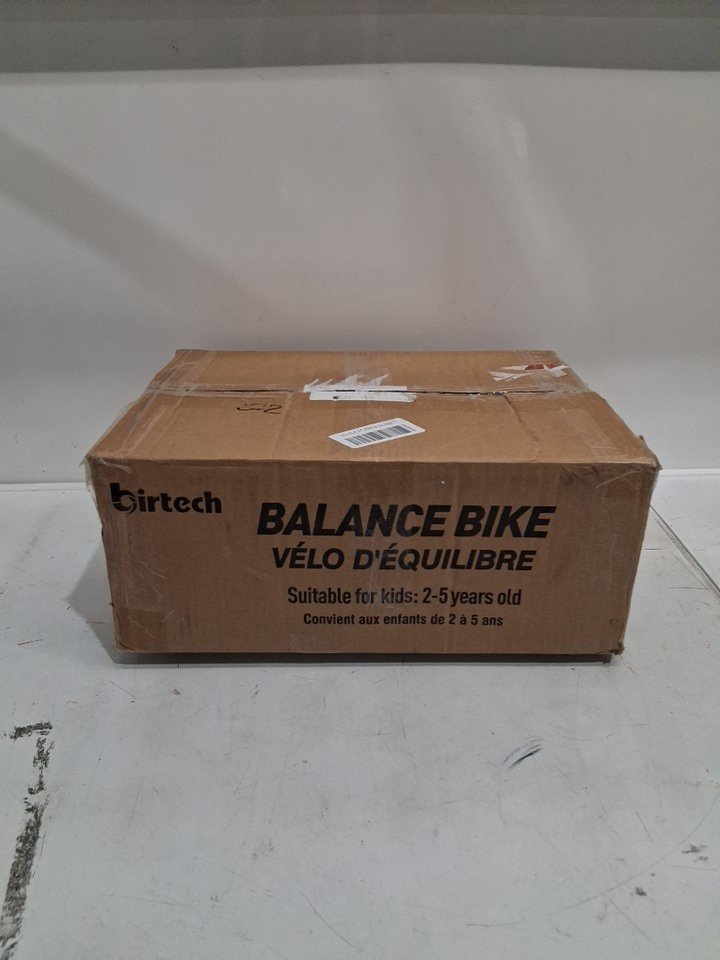 birtech
BALANCE BIKE
VÉLO D'ÉQUILIBRE
Suitable for kids: 2-5 years old
Convient aux enfants de 2 à 5 ans